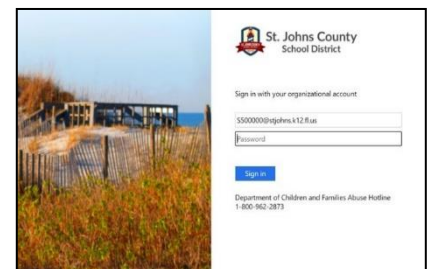 St. Johns County
School District
Sign in with your organizational account
S500000@stjohns.k12.fl.us
Password
Sign in
Department of Children and Families Abuse Hotline
1-800-962-2873